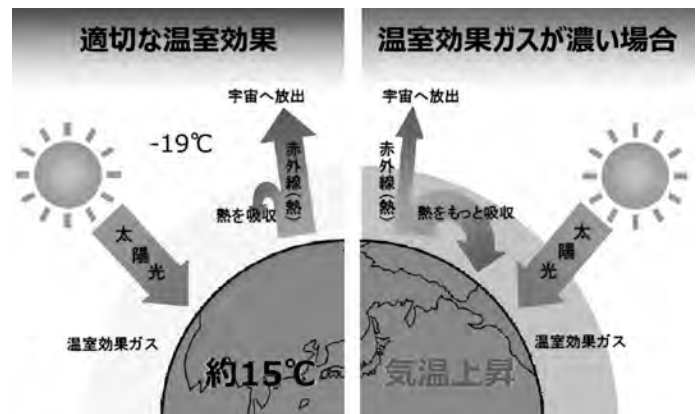 適切な温室効果
宇宙へ放出
-19℃
赤外線(熱)
熱を吸収
太陽光
温室効果ガス
約15℃
温室効果ガスが濃い場合
宇宙へ放出
赤外線(熱)
熱をもっと吸収
太陽光
温室効果ガス
気温上昇